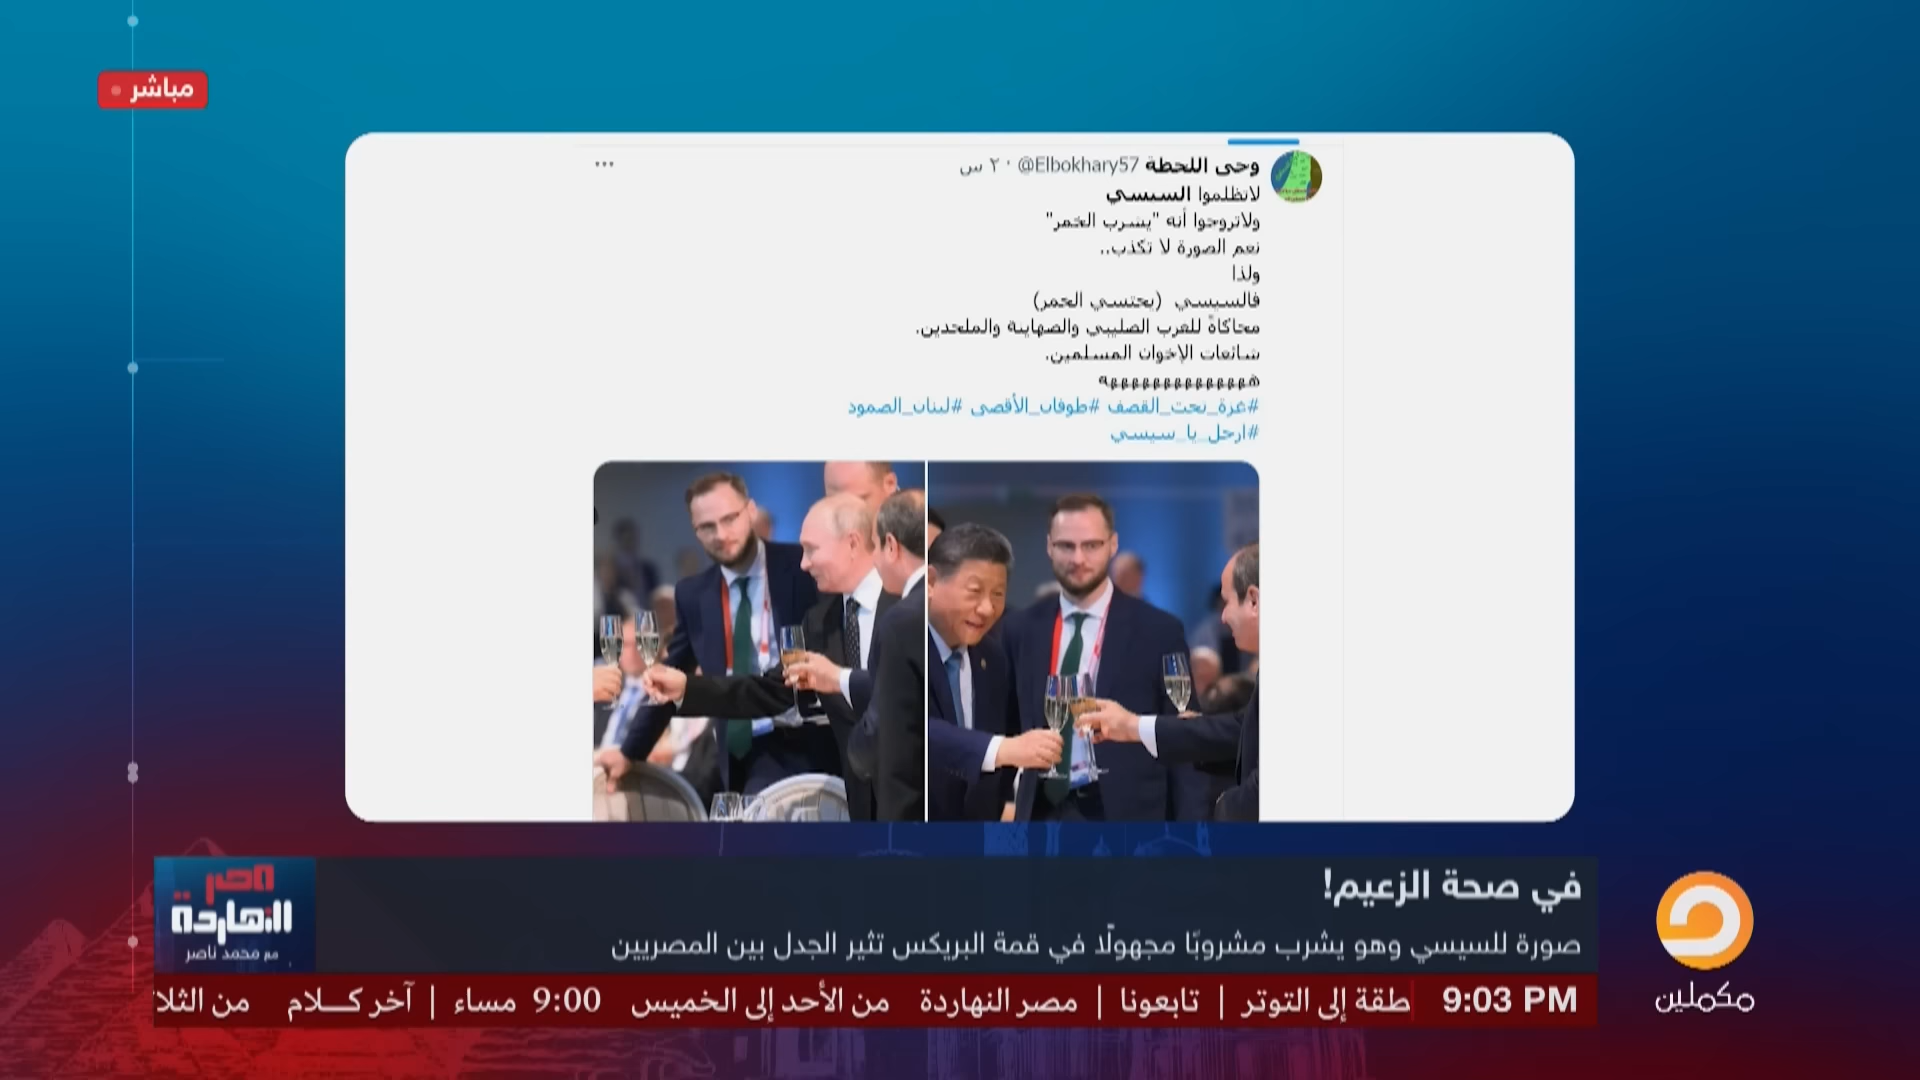 مباشر
وحى اللحظة @Elbokhary57 · ٢٠ س
لاتظلموا السيسي
ولاتروجوا أنه "يشرب الخمر"
نعم الصورة لا تكذب..
ولذا
فالسيسي (يحتسي الخمر)
محاكاةً للغرب الصليبي والصهاينة والملحدين.
شائعات الإخوان المسلمين.
ههههههههههههههه
#غزة_تحت_القصف #طوفان_الأقصى #لبنان_الصمود
#ارحل_يا_سيسي
في صحة الزعيم!
صورة للسيسي وهو يشرب مشروبًا مجهولًا في قمة البريكس تثير الجدل بين المصريين
مصر
النهاردة
مع محمد ناصر
9:03 PM
طقة إلى التوتر | تابعونا | مصر النهاردة من الأحد إلى الخميس 9:00 مساء | آخر كـــلام من الثلا
مكملين